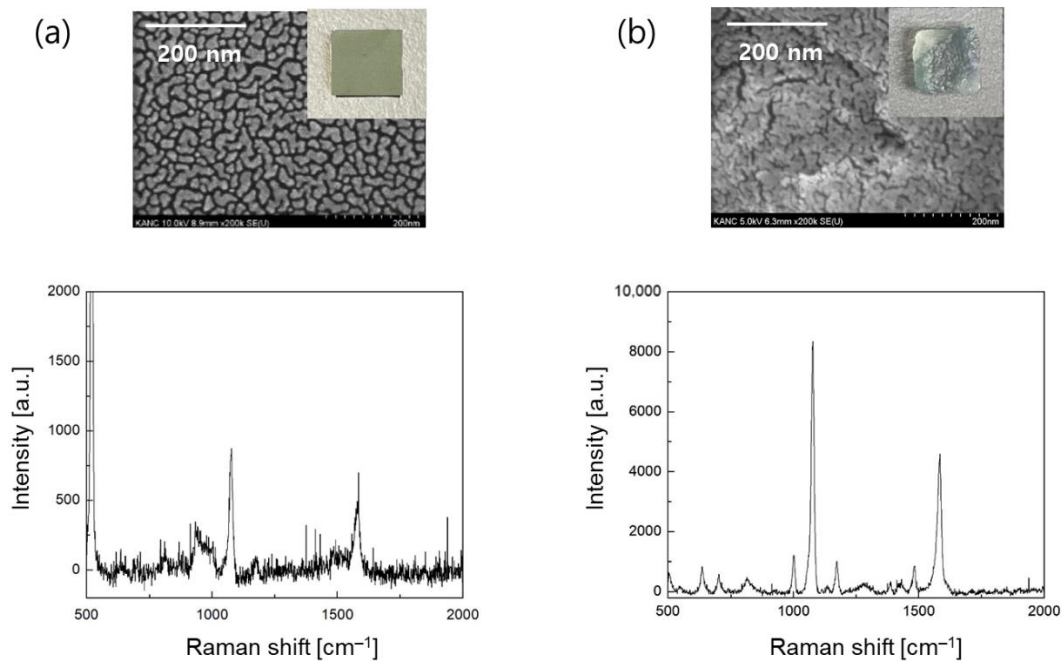 (a)
200 nm
KANC 10.0kV 8.9mm x200k SE(U)
200nm
(b)
200 nm
KANC 5.0kV 6.3mm x200k SE(U)
200nm
2000
1500
1000
500
0
Intensity [a.u.]
500
1000
1500
2000
Raman shift [cm⁻¹]
10,000
8000
6000
4000
2000
0
Intensity [a.u.]
500
1000
1500
2000
Raman shift [cm⁻¹]